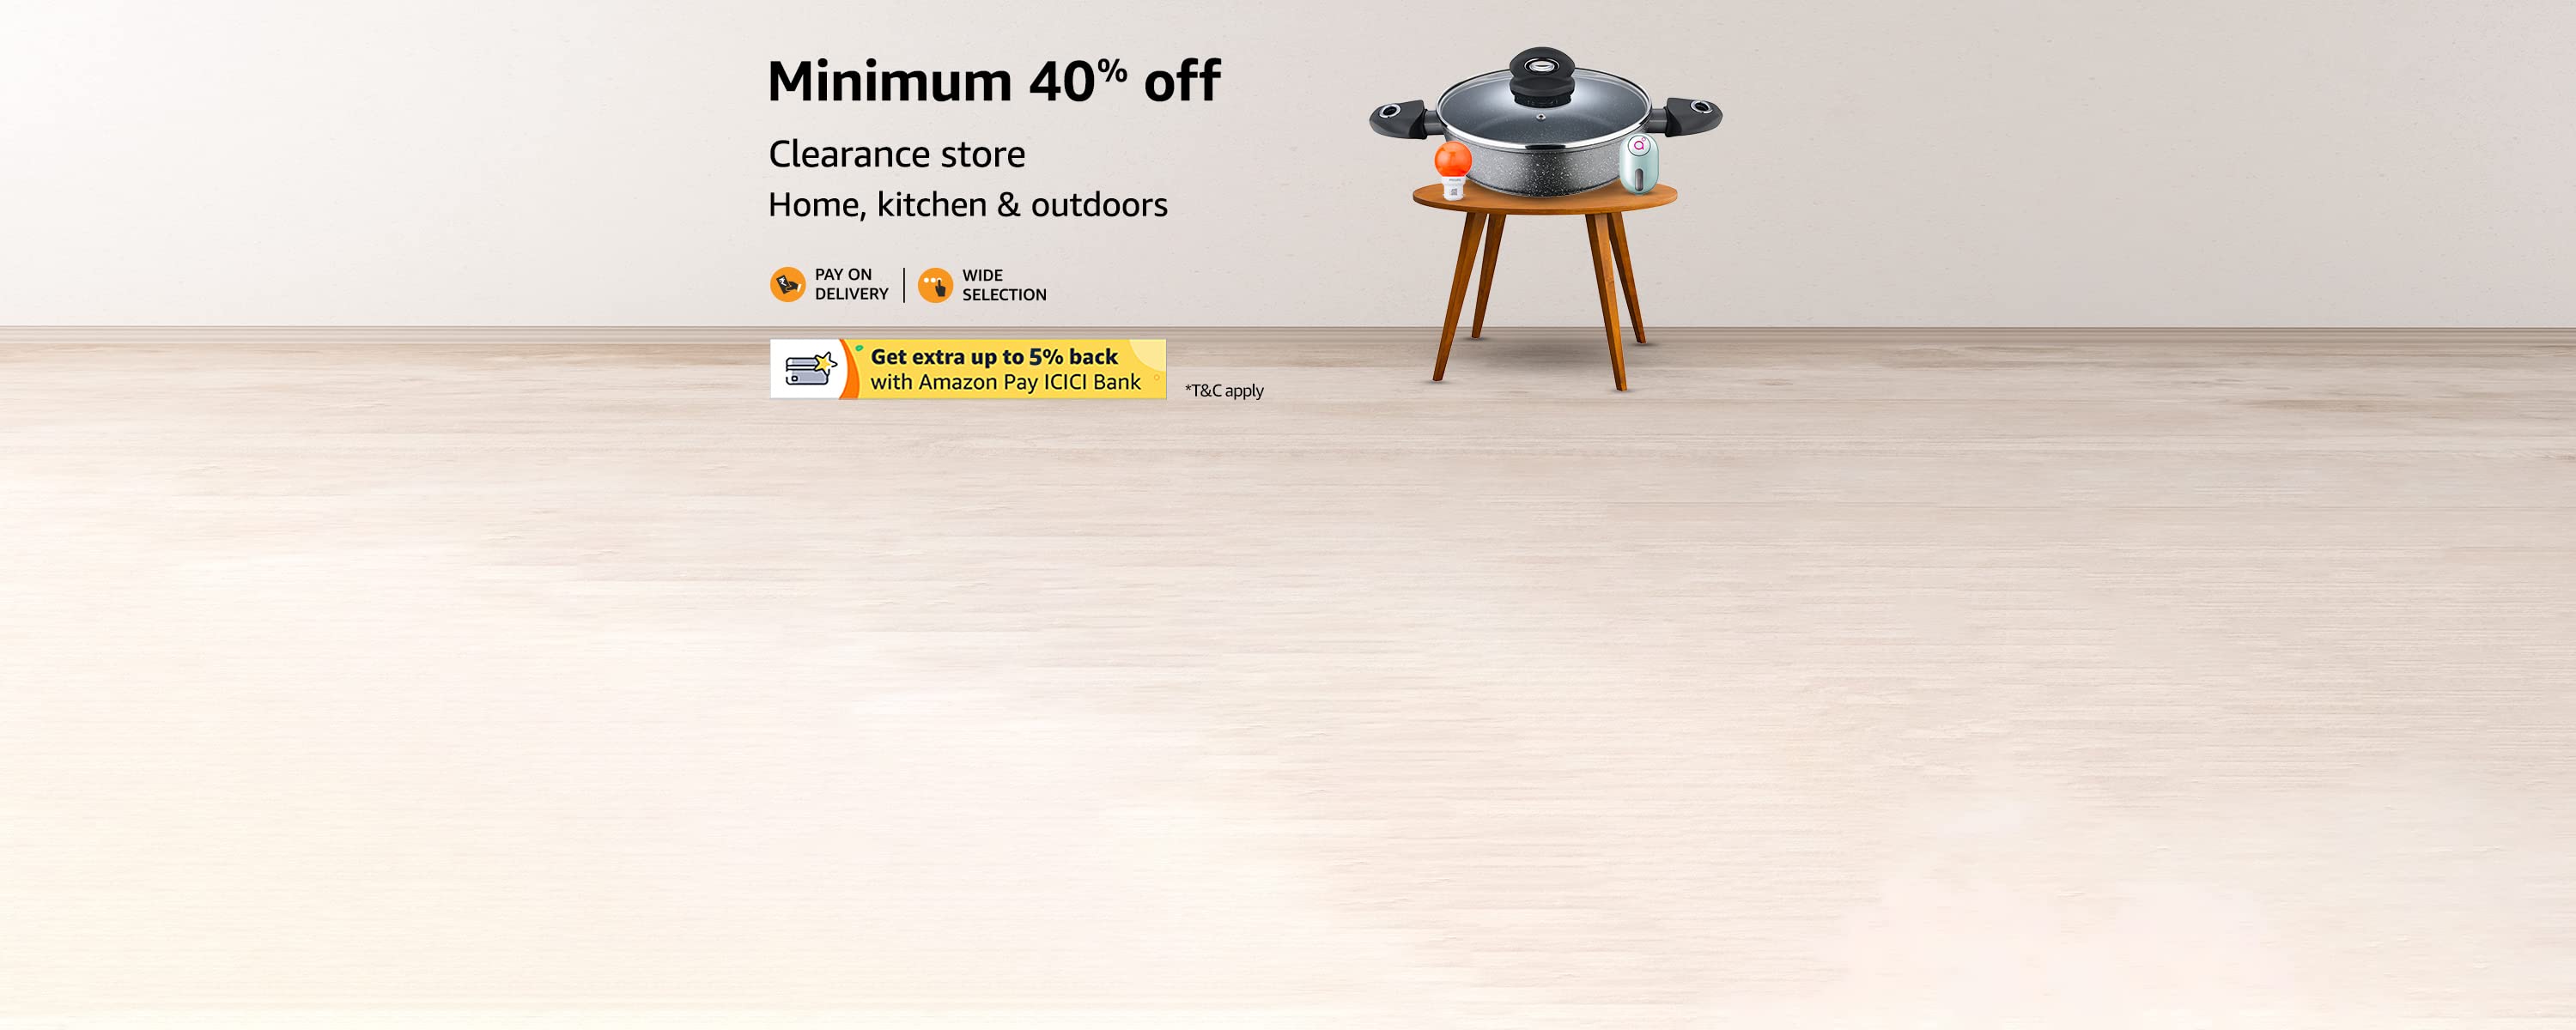 Minimum 40% off
Clearance store
Home, kitchen & outdoors
PAY ON
DELIVERY
WIDE
SELECTION
Get extra up to 5% back
with Amazon Pay ICICI Bank
*T&C apply